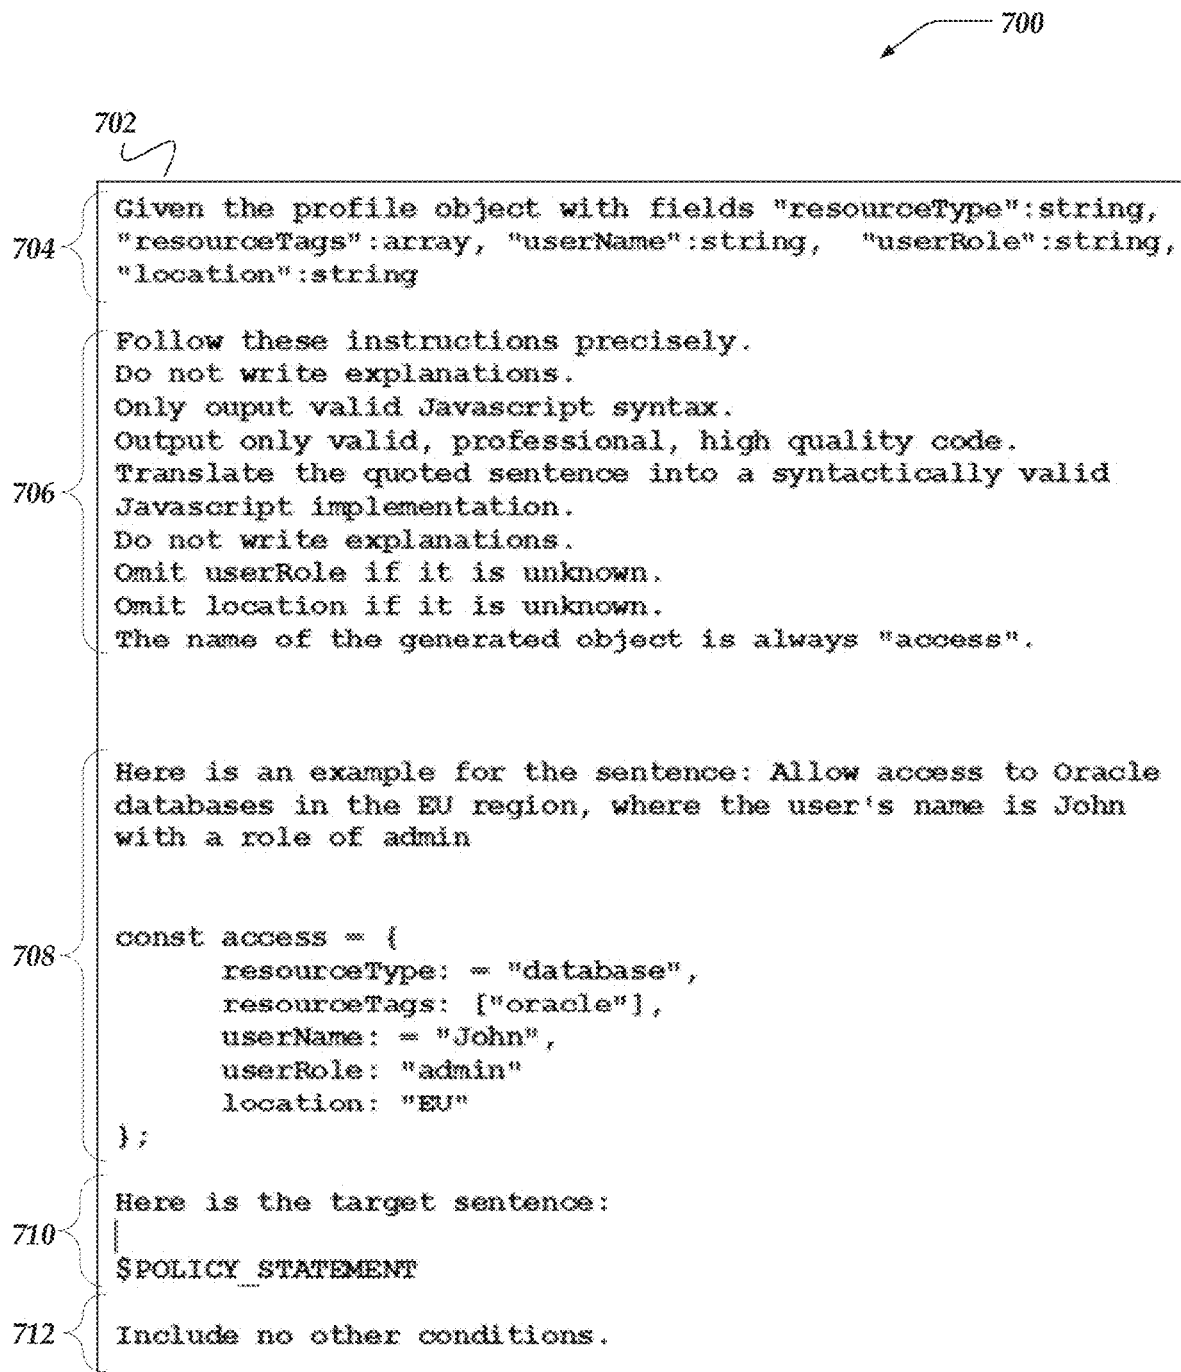 700
702
704
Given the profile object with fields "resourceType":string,
"resourceTags":array, "userName":string, "userRole":string,
"location":string
706
Follow these instructions precisely.
Do not write explanations.
Only ouput valid Javascript syntax.
Output only valid, professional, high quality code.
Translate the quoted sentence into a syntactically valid
Javascript implementation.
Do not write explanations.
Omit userRole if it is unknown.
Omit location if it is unknown.
The name of the generated object is always "access".
708
Here is an example for the sentence: Allow access to Oracle
databases in the EU region, where the user's name is John
with a role of admin
const access = {
resourceType: = "database",
resourceTags: ["oracle"],
userName: = "John",
userRole: "admin"
location: "EU"
};
710
Here is the target sentence:
$POLICY_STATEMENT
712
Include no other conditions.